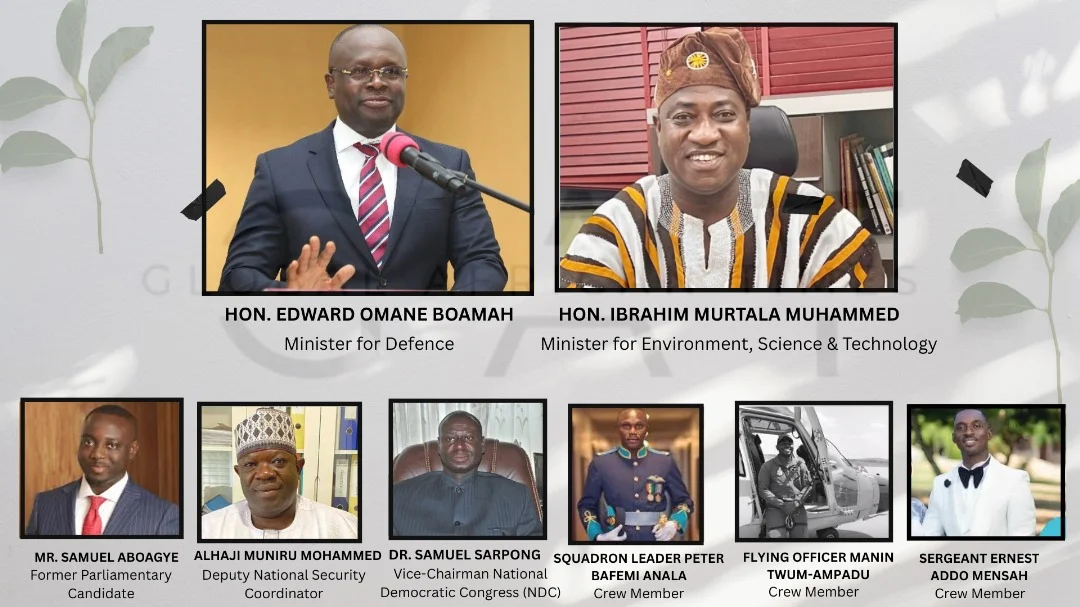 HON. EDWARD OMANE BOAMAH
Minister for Defence
HON. IBRAHIM MURTALA MUHAMMED
Minister for Environment, Science & Technology
MR. SAMUEL ABOAGYE
Former Parliamentary
Candidate
ALHAJI MUNIRU MOHAMMED
Deputy National Security
Coordinator
DR. SAMUEL SARPONG
Vice-Chairman National
Democratic Congress (NDC)
SQUADRON LEADER PETER
BAFEMI ANALA
Crew Member
FLYING OFFICER MANIN
TWUM-AMPADU
Crew Member
SERGEANT ERNEST
ADDO MENSAH
Crew Member